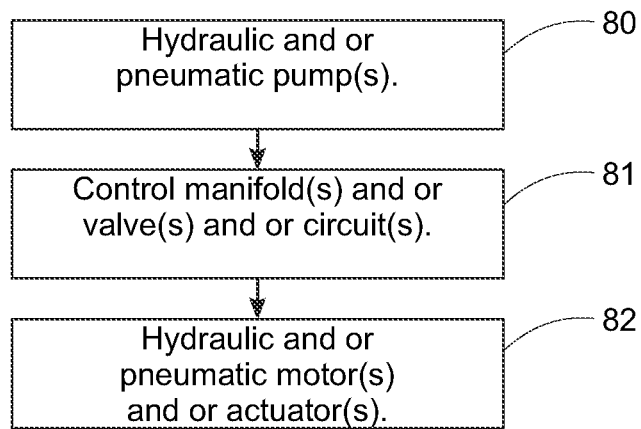 Hydraulic and or
pneumatic pump(s).
80
Control manifold(s) and or
valve(s) and or circuit(s).
81
Hydraulic and or
pneumatic motor(s)
and or actuator(s).
82